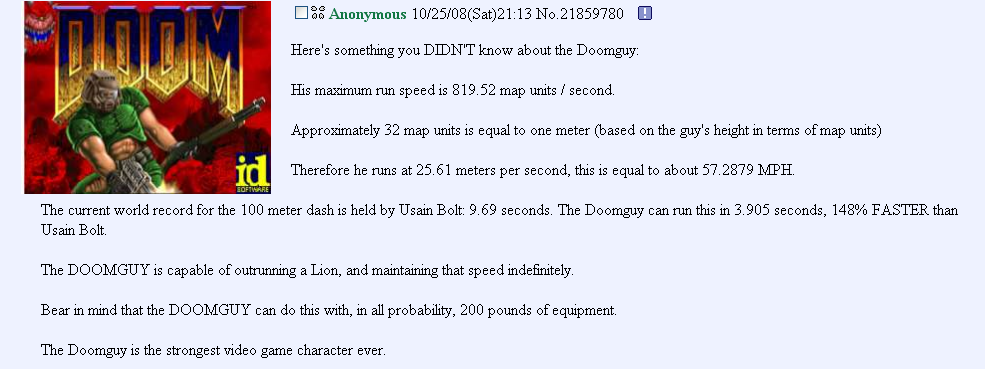 DOOM
id
SOFTWARE
Anonymous 10/25/08(Sat)21:13 No.21859780 !
Here's something you DIDN'T know about the Doomguy:
His maximum run speed is 819.52 map units / second.
Approximately 32 map units is equal to one meter (based on the guy's height in terms of map units)
Therefore he runs at 25.61 meters per second, this is equal to about 57.2879 MPH.
The current world record for the 100 meter dash is held by Usain Bolt: 9.69 seconds. The Doomguy can run this in 3.905 seconds, 148% FASTER than
Usain Bolt.
The DOOMGUY is capable of outrunning a Lion, and maintaining that speed indefinitely.
Bear in mind that the DOOMGUY can do this with, in all probability, 200 pounds of equipment.
The Doomguy is the strongest video game character ever.